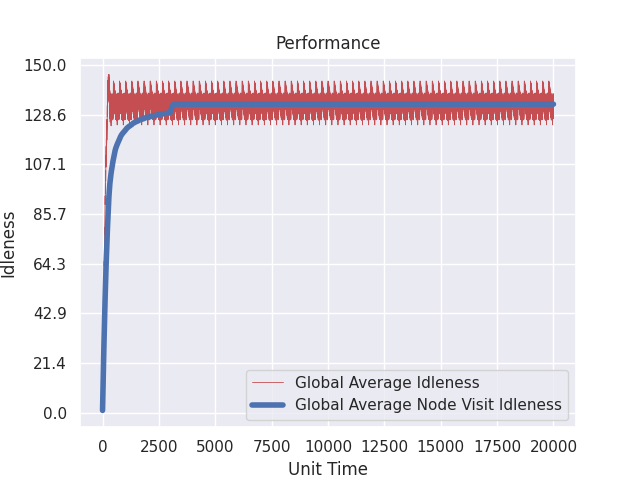 Performance
150.0
128.6
107.1
85.7
64.3
42.9
21.4
0.0
Idleness
0 2500 5000 7500 10000 12500 15000 17500 20000
Unit Time
Global Average Idleness
Global Average Node Visit Idleness